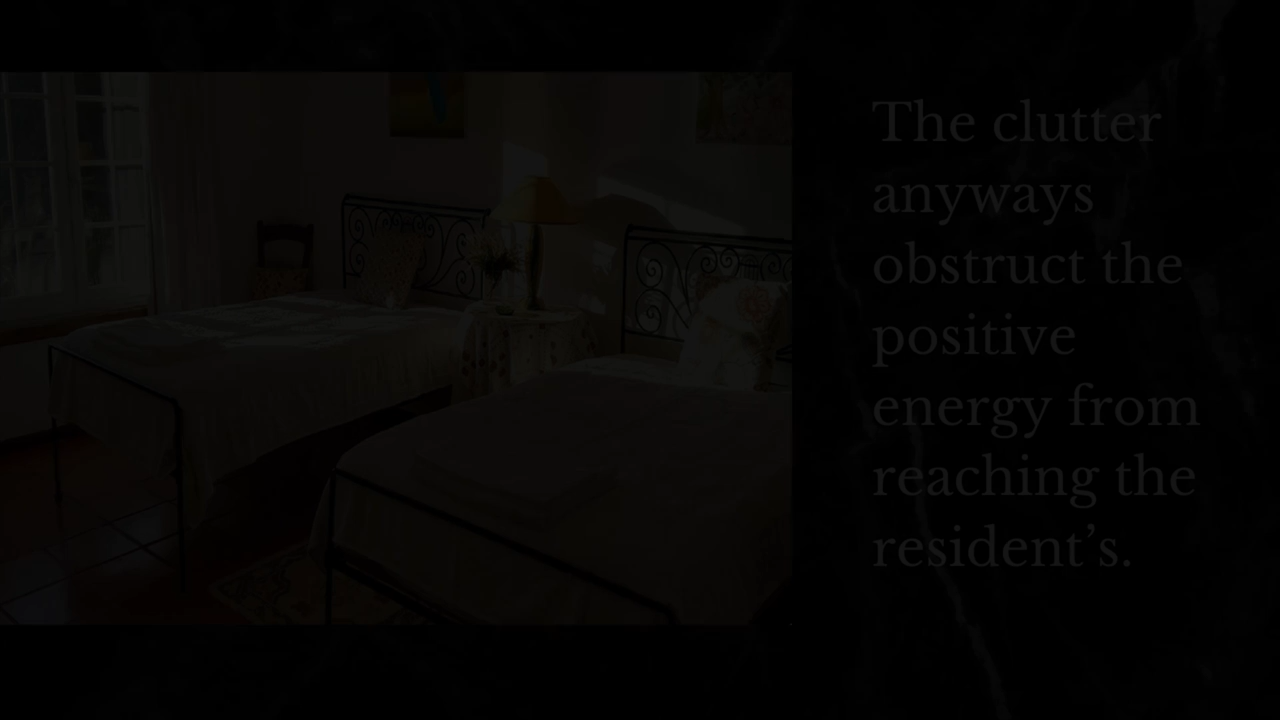 The clutter
anyways
obstruct the
positive
energy from
reaching the
resident’s.